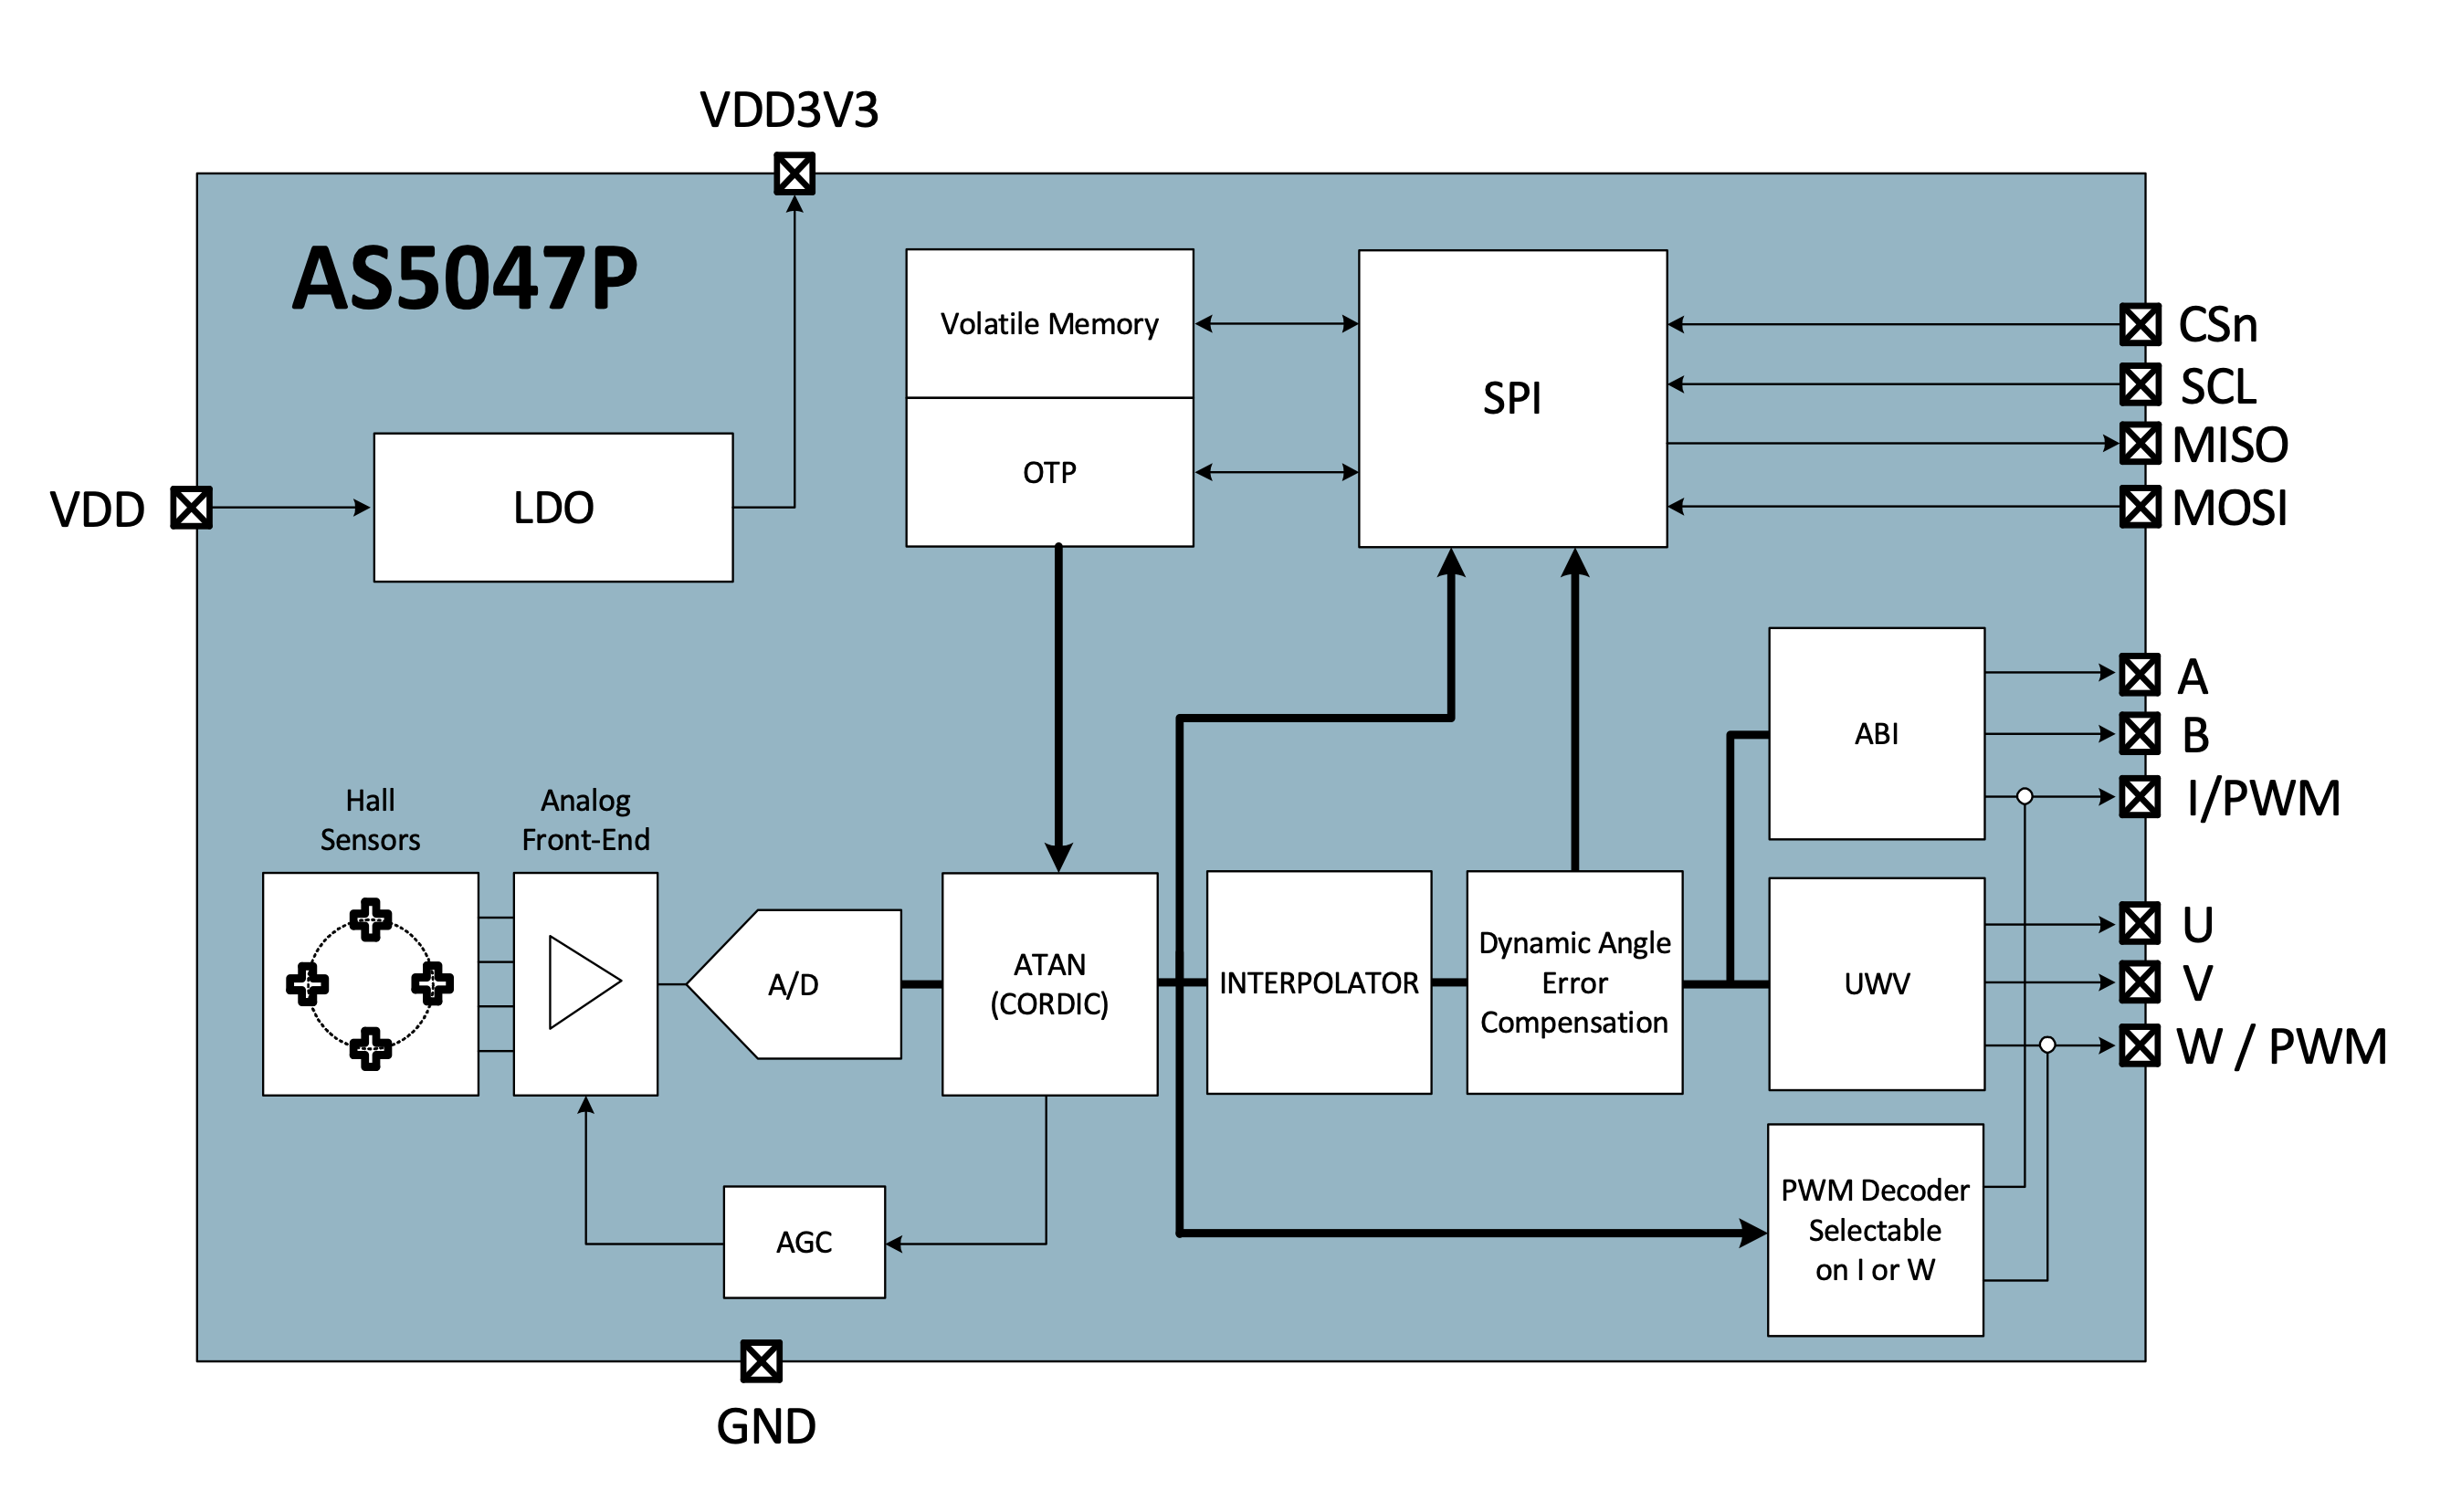 VDD3V3
AS5047P
Volatile Memory
SPI
CSn
SCL
MISO
MOSI
OTP
VDD
LDO
A
ABI
B
I/PWM
Hall
Sensors
Analog
Front-End
A/D
ATAN
(CORDIC)
INTERPOLATOR
Dynamic Angle
Error
Compensation
UWV
U
V
W / PWM
AGC
PWM Decoder
Selectable
on I or W
GND